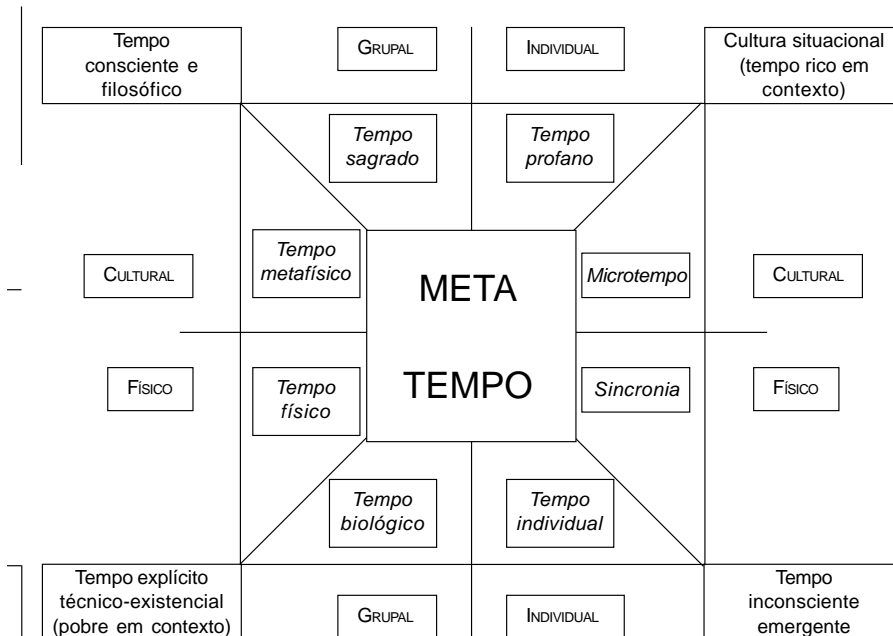 Tempo
consciente e
filosófico
GRUPAL
INDIVIDUAL
Cultura situacional
(tempo rico em
contexto)
Tempo
sagrado
Tempo
profano
CULTURAL
Tempo
metafísico
META
TEMPO
Microtempo
CULTURAL
FÍSICO
Tempo
físico
Sincronia
FÍSICO
Tempo
biológico
Tempo
individual
Tempo explícito
técnico-existencial
(pobre em contexto)
GRUPAL
INDIVIDUAL
Tempo
inconsciente
emergente